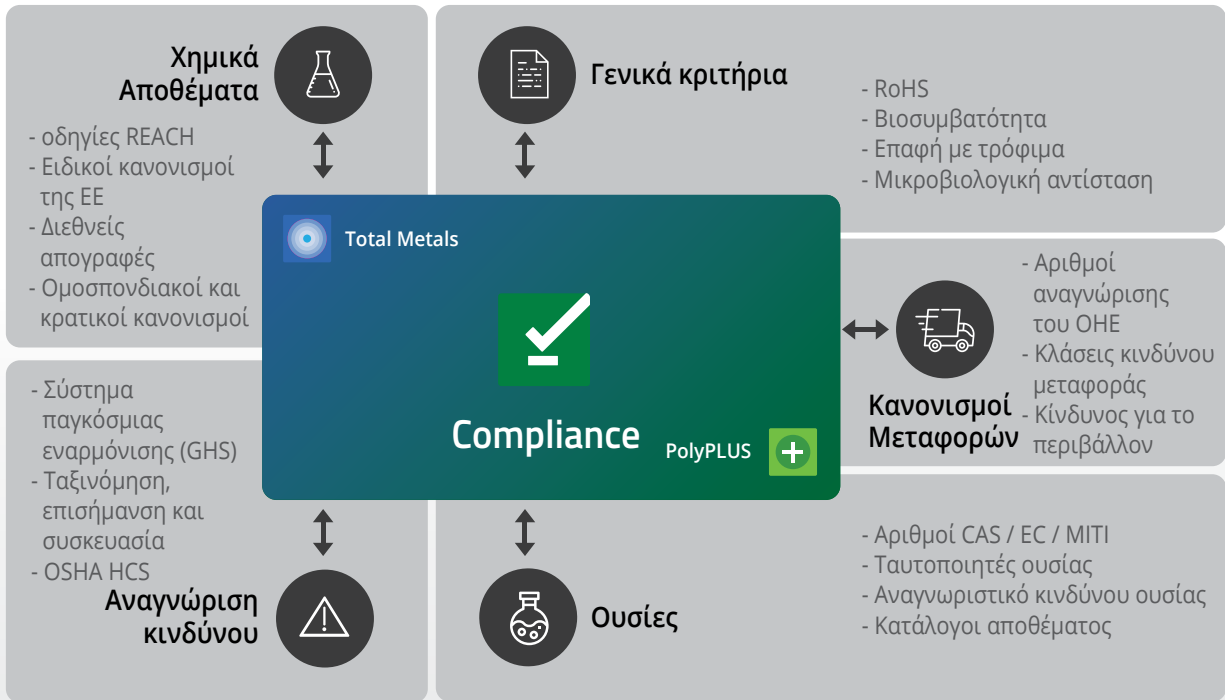 Χημικά
Αποθέματα
- οδηγίες REACH
- Ειδικοί κανονισμοί
της ΕΕ
- Διεθνείς
απογραφές
- Ομοσπονδιακοί και
κρατικοί κανονισμοί
Γενικά κριτήρια
- RoHS
- Βιοσυμβατότητα
- Επαφή με τρόφιμα
- Μικροβιολογική αντίσταση
Total Metals
Compliance
PolyPLUS
Κανονισμοί
Μεταφορών
- Αριθμοί
αναγνώρισης
του ΟΗΕ
- Κλάσεις κινδύνου
μεταφοράς
- Κίνδυνος για το
περιβάλλον
- Σύστημα
παγκόσμιας
εναρμόνισης (GHS)
- Ταξινόμηση,
επισήμανση και
συσκευασία
- OSHA HCS
Αναγνώριση
κινδύνου
Ουσίες
- Αριθμοί CAS / EC / MITI
- Ταυτοποιητές ουσίας
- Αναγνωριστικό κινδύνου ουσίας
- Κατάλογοι αποθέματος